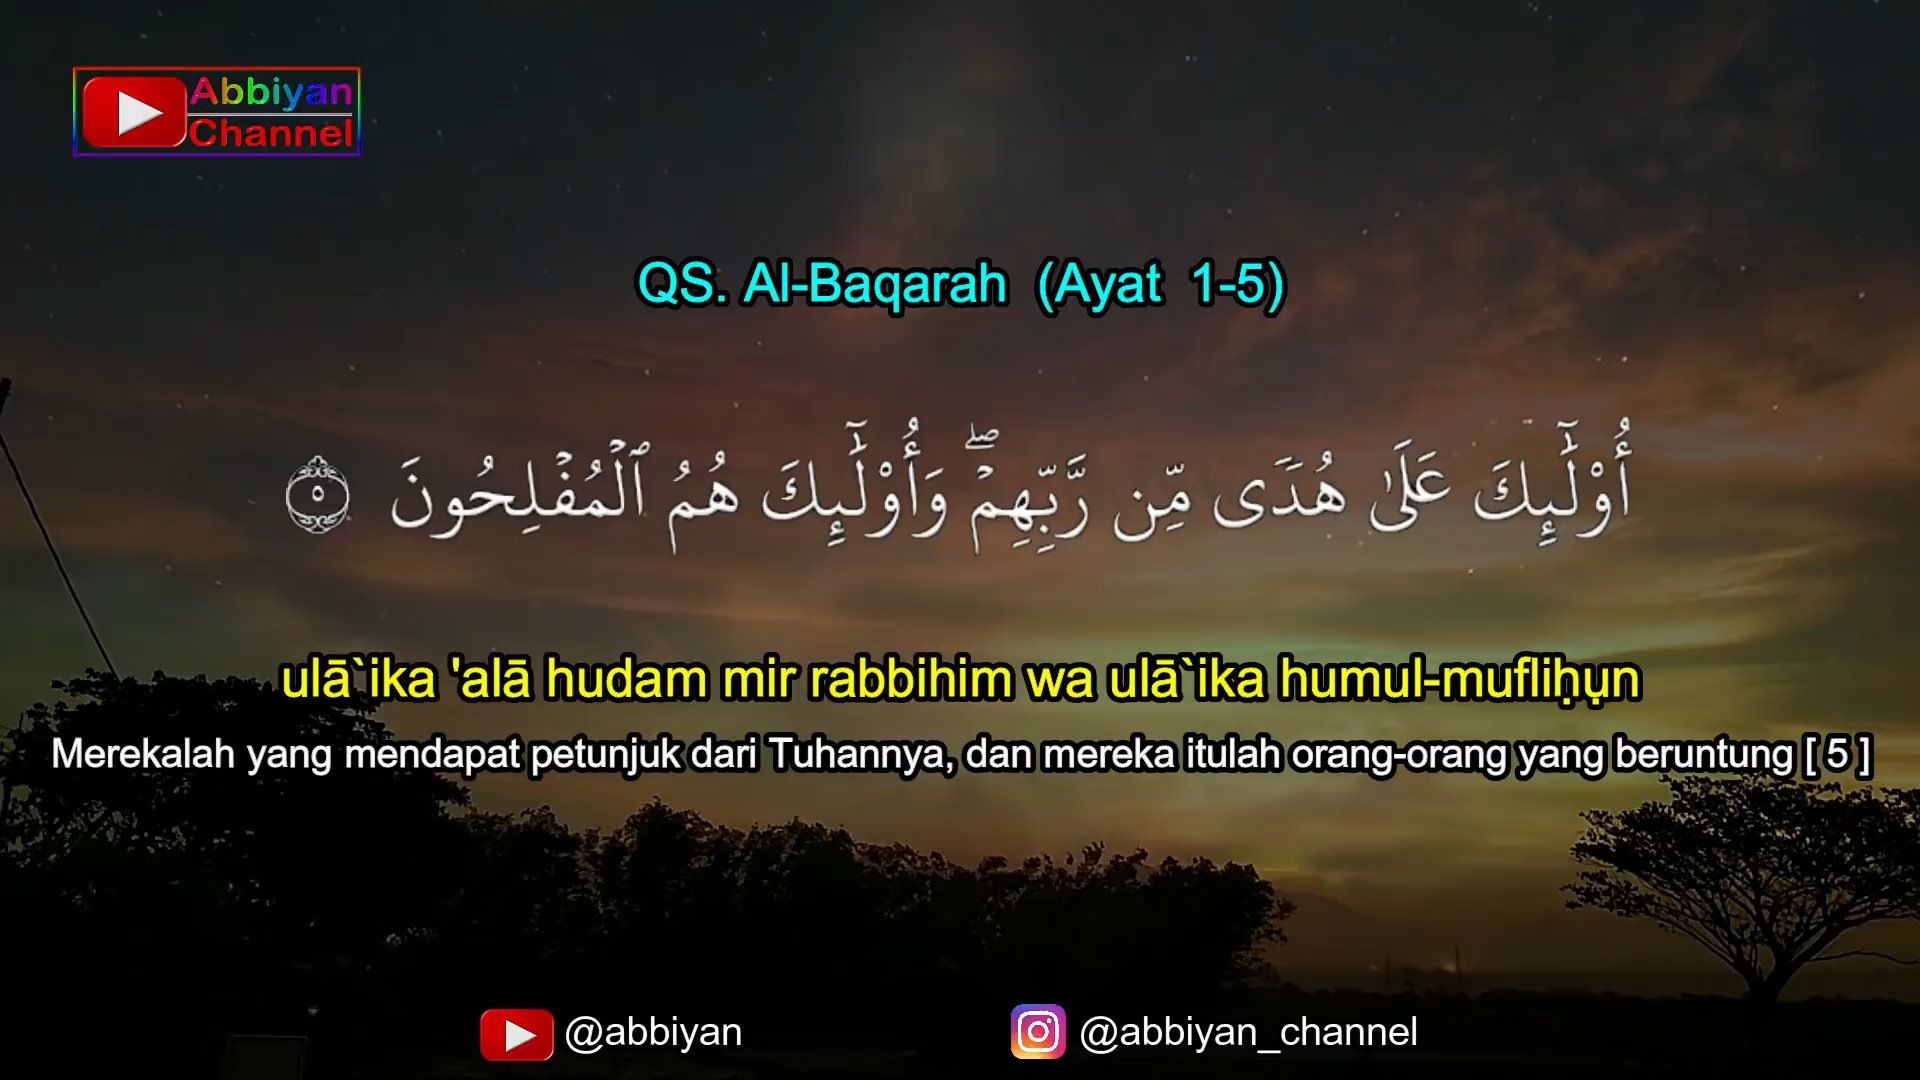 Abbiyan
Channel
QS. Al-Baqarah (Ayat 1-5)
أُوْلَٰٓئِكَ عَلَىٰ هُدٗى مِّن رَّبِّهِمۡۖ وَأُوْلَٰٓئِكَ هُمُ ٱلۡمُفۡلِحُونَ ٥
ulā`ika 'alā hudam mir rabbihim wa ulā`ika humul-mufliḥụn
Merekalah yang mendapat petunjuk dari Tuhannya, dan mereka itulah orang-orang yang beruntung [ 5 ]
@abbiyan
@abbiyan_channel